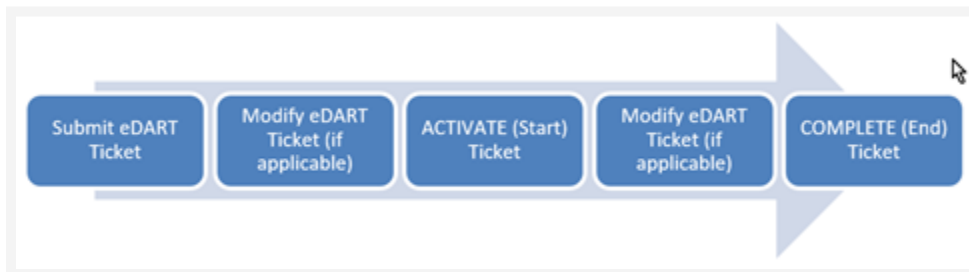 Submit eDART
Ticket
Modify eDART
Ticket (if
applicable)
ACTIVATE (Start)
Ticket
Modify eDART
Ticket (if
applicable)
COMPLETE (End)
Ticket